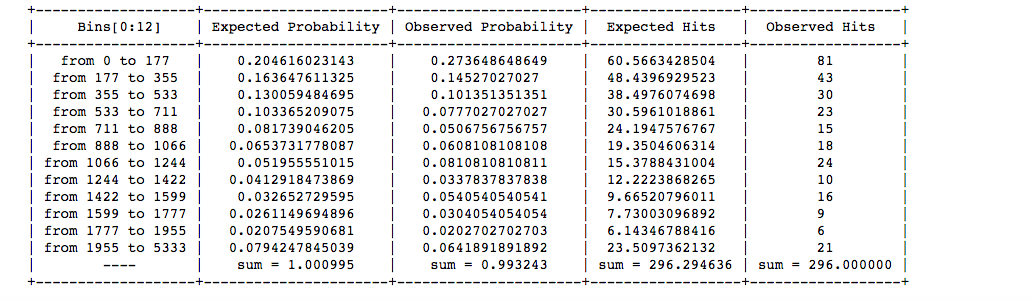 +--------------------+----------------------+----------------------+------------------+------------------+
| Bins[0:12] | Expected Probability | Observed Probability | Expected Hits | Observed Hits |
+--------------------+----------------------+----------------------+------------------+------------------+
| from 0 to 177 | 0.204616023143 | 0.273648648649 | 60.5663428504 | 81 |
| from 177 to 355 | 0.163647611325 | 0.14527027027 | 48.4396929523 | 43 |
| from 355 to 533 | 0.130059484695 | 0.101351351351 | 38.4976074698 | 30 |
| from 533 to 711 | 0.103365209075 | 0.0777027027027 | 30.5961018861 | 23 |
| from 711 to 888 | 0.081739046205 | 0.0506756756757 | 24.1947576767 | 15 |
| from 888 to 1066 | 0.0653731778087 | 0.0608108108108 | 19.3504606314 | 18 |
| from 1066 to 1244 | 0.051955551015 | 0.0810810810811 | 15.3788431004 | 24 |
| from 1244 to 1422 | 0.0412918473869 | 0.0337837837838 | 12.2223868265 | 10 |
| from 1422 to 1599 | 0.032652729595 | 0.0540540540541 | 9.66520796011 | 16 |
| from 1599 to 1777 | 0.0261149694896 | 0.0304054054054 | 7.73003096892 | 9 |
| from 1777 to 1955 | 0.0207549590681 | 0.0202702702703 | 6.14346788416 | 6 |
| from 1955 to 5333 | 0.0794247845039 | 0.0641891891892 | 23.5097362132 | 21 |
| ---- | sum = 1.000995 | sum = 0.993243 | sum = 296.294636 | sum = 296.000000 |
+--------------------+----------------------+----------------------+------------------+------------------+